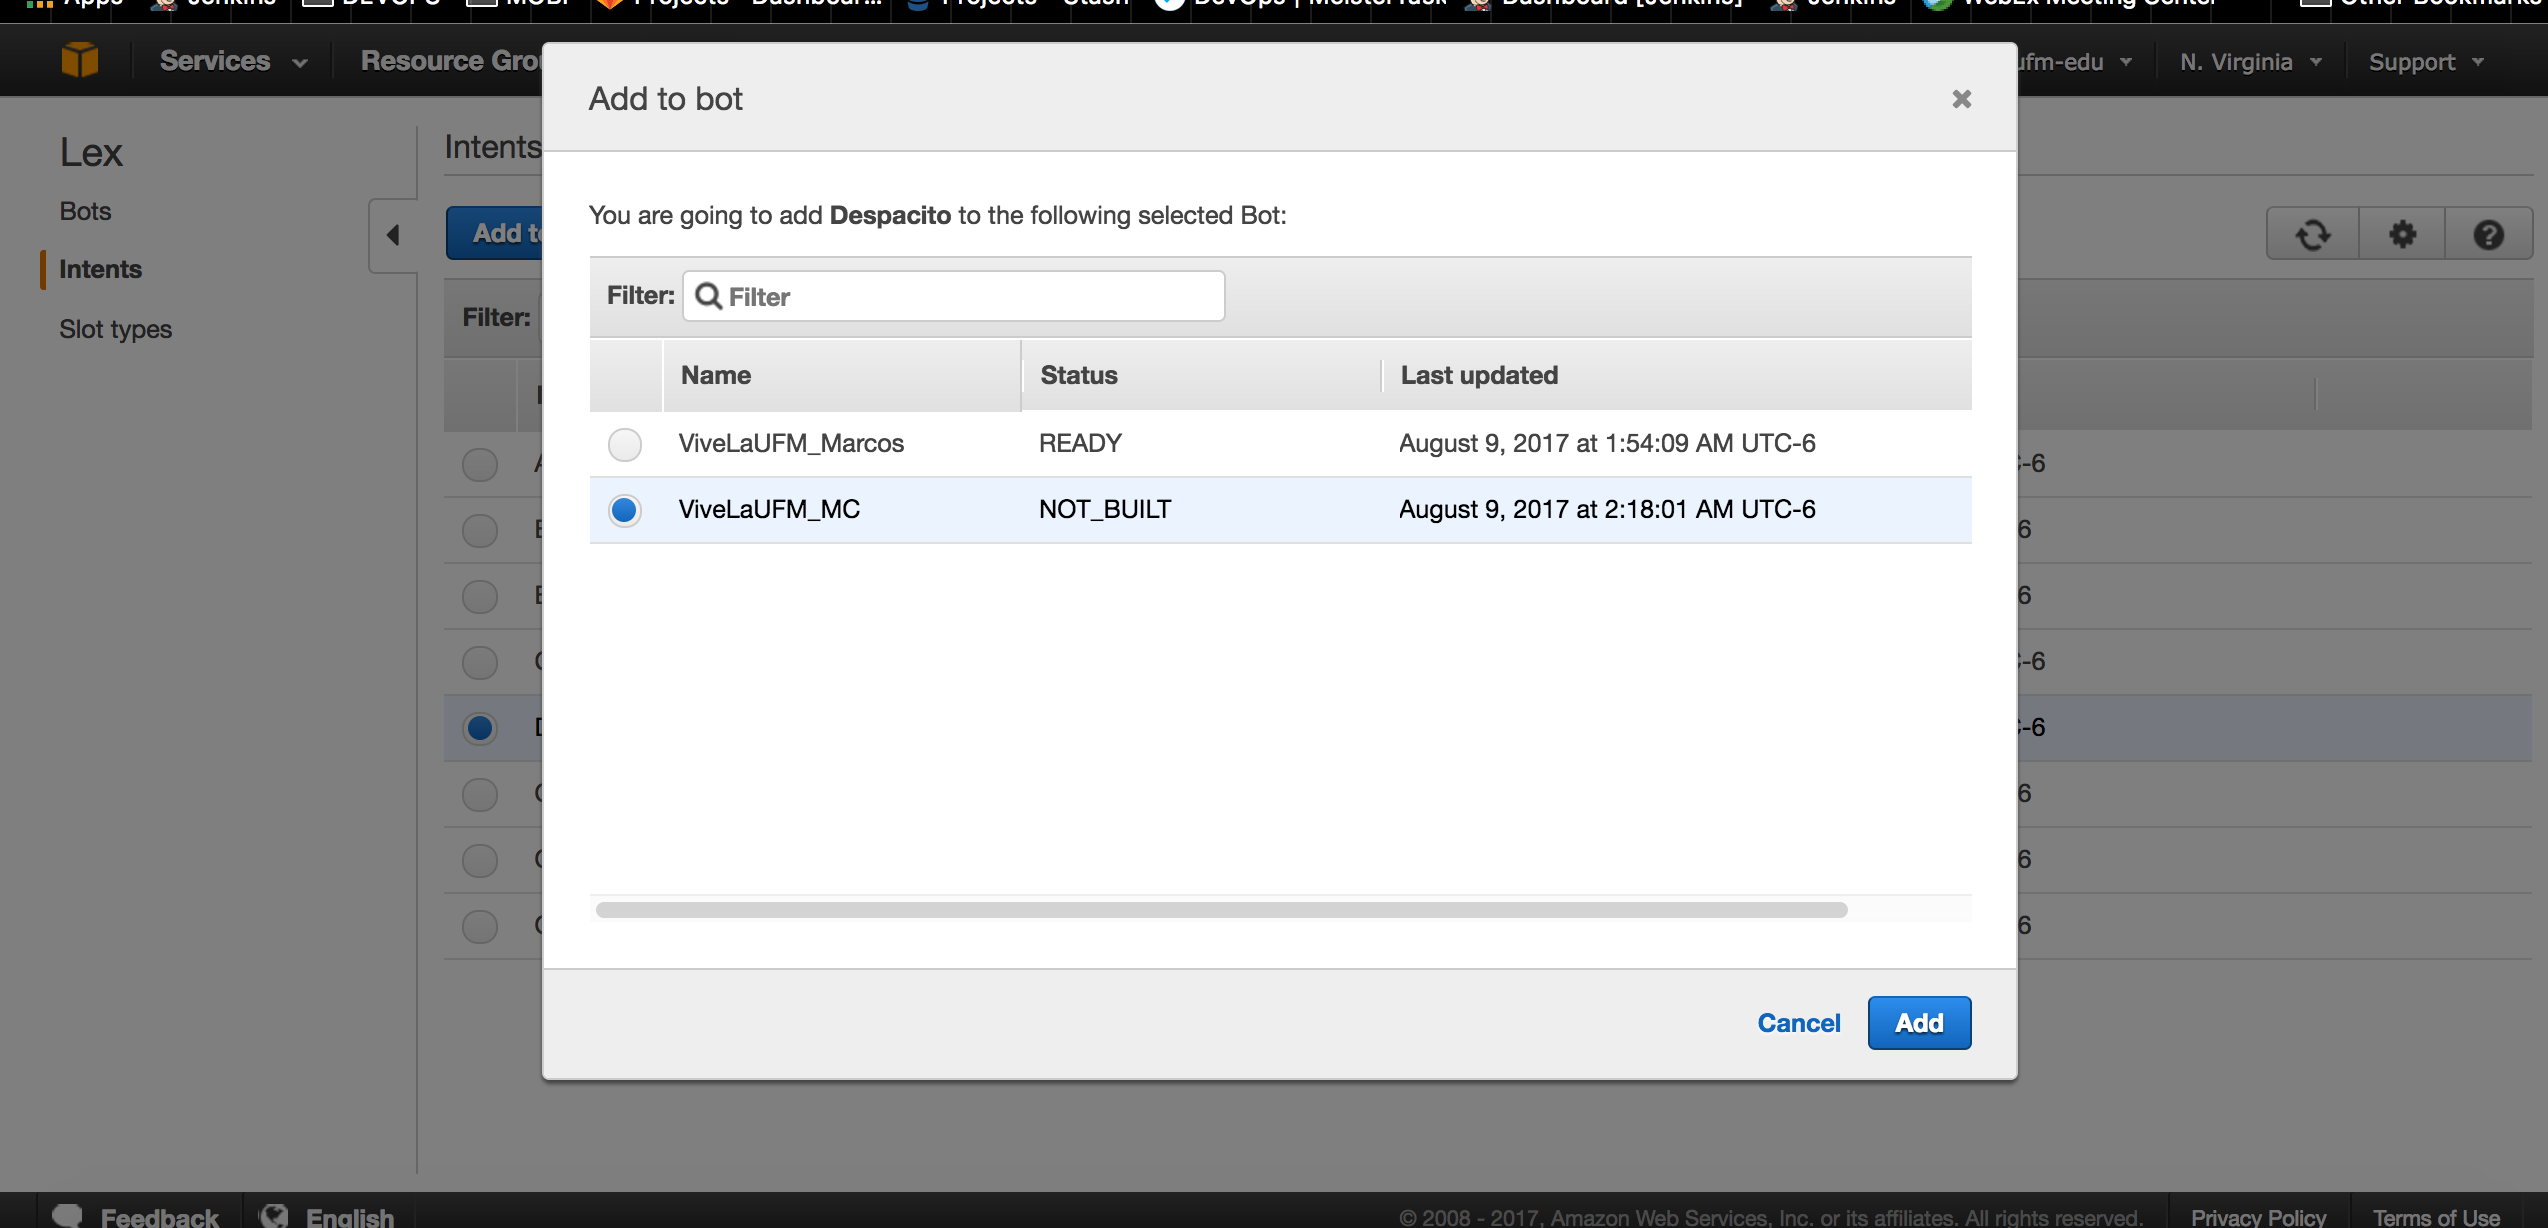 Apps Jenkins DEVOPS Projects · Dashboar... Projects - Stash DevOps | MeisterTask Dashboard [Jenkins] Jenkins WebEx Meeting Center Other Bookmarks
Services Resource Gro ufm-edu N. Virginia Support
Add to bot
Lex
Bots
Intents
Slot types
Intents
Add to
Filter:
You are going to add Despacito to the following selected Bot:
Filter: Filter
Name Status Last updated
ViveLaUFM_Marcos READY August 9, 2017 at 1:54:09 AM UTC-6
ViveLaUFM_MC NOT_BUILT August 9, 2017 at 2:18:01 AM UTC-6
Cancel Add
Feedback English © 2008 - 2017, Amazon Web Services, Inc. or its affiliates. All rights reserved. Privacy Policy Terms of Use